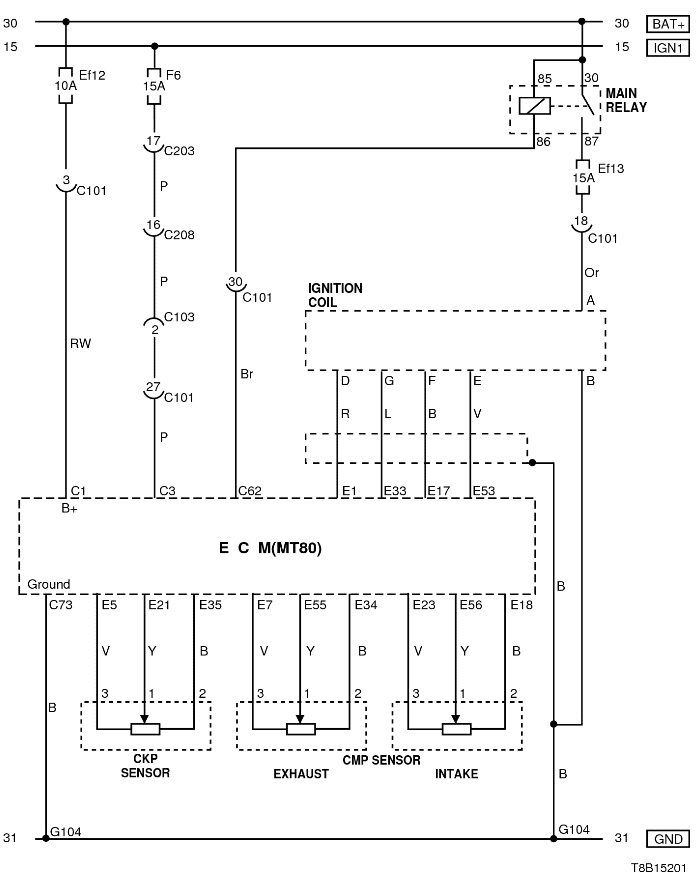 30 30 BAT+
15 15 IGN1
Ef12 F6 85 30
10A 15A MAIN
RELAY
17 86 87
C203
3 P Ef13
C101 15A
16 18
C208 C101
P 30 Or
C101 IGNITION
COIL A
C103
2
RW
Br D G F E B
27
C101 R L B V
P
C1 C3 C62 E1 E33 E17 E53
B+
E C M(MT80)
Ground B
C73 E5 E21 E35 E7 E55 E34 E23 E56 E18
V Y B V Y B V Y B
3 1 2 3 1 2 3 1 2
B
CKP CMP SENSOR
SENSOR EXHAUST INTAKE
B
31 G104 G104 31 GND
T8B15201